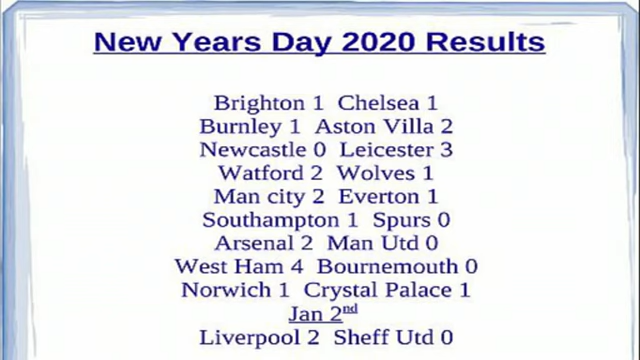 New Years Day 2020 Results
Brighton 1 Chelsea 1
Burnley 1 Aston Villa 2
Newcastle 0 Leicester 3
Watford 2 Wolves 1
Man city 2 Everton 1
Southampton 1 Spurs 0
Arsenal 2 Man Utd 0
West Ham 4 Bournemouth 0
Norwich 1 Crystal Palace 1
Jan 2nd
Liverpool 2 Sheff Utd 0